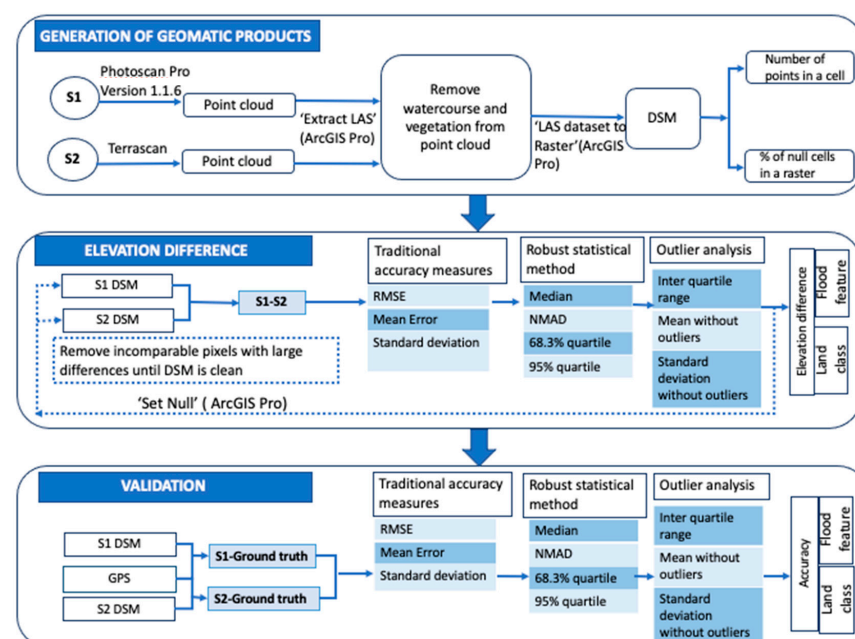 GENERATION OF GEOMATIC PRODUCTS
Photoscan Pro
Version 1.1.6
S1
Point cloud
S2
Terrascan
Point cloud
'Extract LAS'
(ArcGIS Pro)
Remove
watercourse and
vegetation from
point cloud
'LAS dataset to
Raster'(ArcGIS
Pro)
DSM
Number of
points in a cell
% of null cells
in a raster
ELEVATION DIFFERENCE
S1 DSM
S2 DSM
S1-S2
Remove incomparable pixels with large
differences until DSM is clean
'Set Null' ( ArcGIS Pro)
Traditional
accuracy measures
RMSE
Mean Error
Standard deviation
Robust statistical
method
Median
NMAD
68.3% quartile
95% quartile
Outlier analysis
Inter quartile
range
Mean without
outliers
Standard
deviation
without outliers
Elevation difference
Flood
feature
Land
class
VALIDATION
S1 DSM
GPS
S2 DSM
S1-Ground truth
S2-Ground truth
Traditional accuracy
measures
RMSE
Mean Error
Standard deviation
Robust statistical
method
Median
NMAD
68.3% quartile
95% quartile
Outlier analysis
Inter quartile
range
Mean without
outliers
Standard
deviation
without outliers
Accuracy
Flood
feature
Land
class